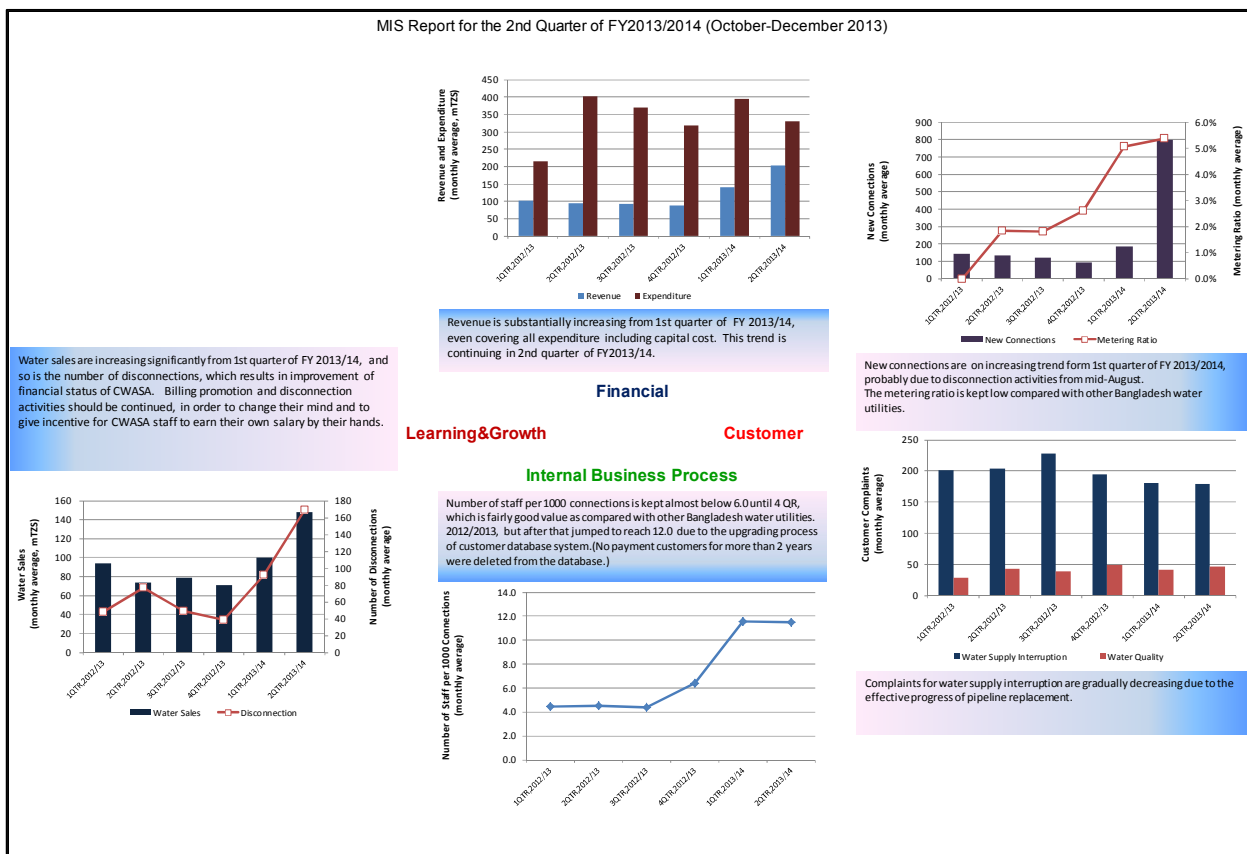 MIS Report for the 2nd Quarter of FY2013/2014 (October-December 2013)
Revenue and Expenditure
(monthly average, mTZS)
450
400
350
300
250
200
150
100
50
0
1QTR,2012/13
2QTR,2012/13
3QTR,2012/13
4QTR,2012/13
1QTR,2013/14
2QTR,2013/14
Revenue
Expenditure
Revenue is substantially increasing from 1st quarter of FY 2013/14,
even covering all expenditure including capital cost. This trend is
continuing in 2nd quarter of FY2013/14.
New Connections
(monthly average)
900
800
700
600
500
400
300
200
100
0
6.0%
5.0%
4.0%
3.0%
2.0%
1.0%
0.0%
Metering Ratio (monthly average)
1QTR,2012/13
2QTR,2012/13
3QTR,2012/13
4QTR,2012/13
1QTR,2013/14
2QTR,2013/14
New Connections
Metering Ratio
New connections are on increasing trend form 1st quarter of FY 2013/2014,
probably due to disconnection activities from mid-August.
The metering ratio is kept low compared with other Bangladesh water
utilities.
Water sales are increasing significantly from 1st quarter of FY 2013/14, and
so is the number of disconnections, which results in improvement of
financial status of CWASA. Billing promotion and disconnection
activities should be continued, in order to change their mind and to
give incentive for CWASA staff to earn their own salary by their hands.
Financial
Learning&Growth
Customer
Internal Business Process
Water Sales
(monthly average, mTZS)
160
140
120
100
80
60
40
20
0
180
160
140
120
100
80
60
40
20
0
Number of Disconnections
(monthly average)
1QTR,2012/13
2QTR,2012/13
3QTR,2012/13
4QTR,2012/13
1QTR,2013/14
2QTR,2013/14
Water Sales
Disconnection
Number of staff per 1000 connections is kept almost below 6.0 until 4 QR,
which is fairly good value as compared with other Bangladesh water utilities.
2012/2013, but after that jumped to reach 12.0 due to the upgrading process
of customer database system.(No payment customers for more than 2 years
were deleted from the database.)
Number of Staff per 1000 Connections
(monthly average)
14.0
12.0
10.0
8.0
6.0
4.0
2.0
0.0
1QTR,2012/13
2QTR,2012/13
3QTR,2012/13
4QTR,2012/13
1QTR,2013/14
2QTR,2013/14
Customer Complaints
(monthly average)
250
200
150
100
50
0
1QTR,2012/13
2QTR,2012/13
3QTR,2012/13
4QTR,2012/13
1QTR,2013/14
2QTR,2013/14
Water Supply Interruption
Water Quality
Complaints for water supply interruption are gradually decreasing due to the
effective progress of pipeline replacement.